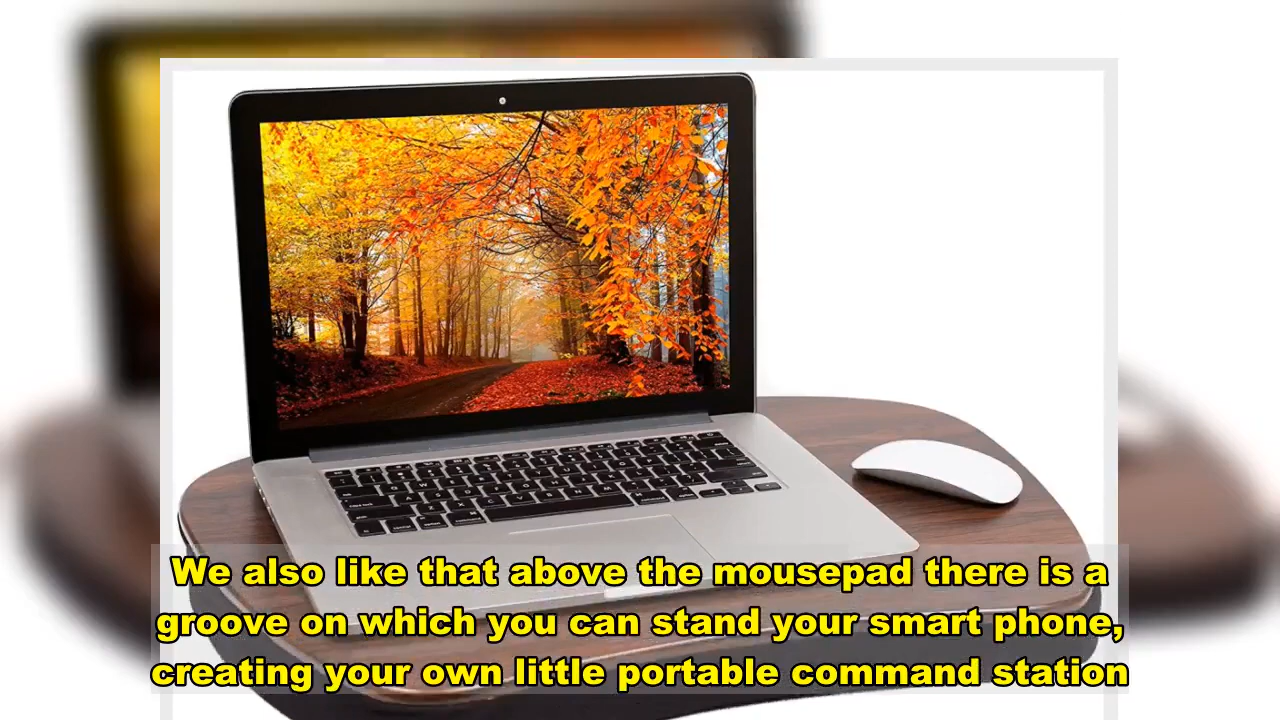 We also like that above the mousepad there is a
groove on which you can stand your smart phone,
creating your own little portable command station